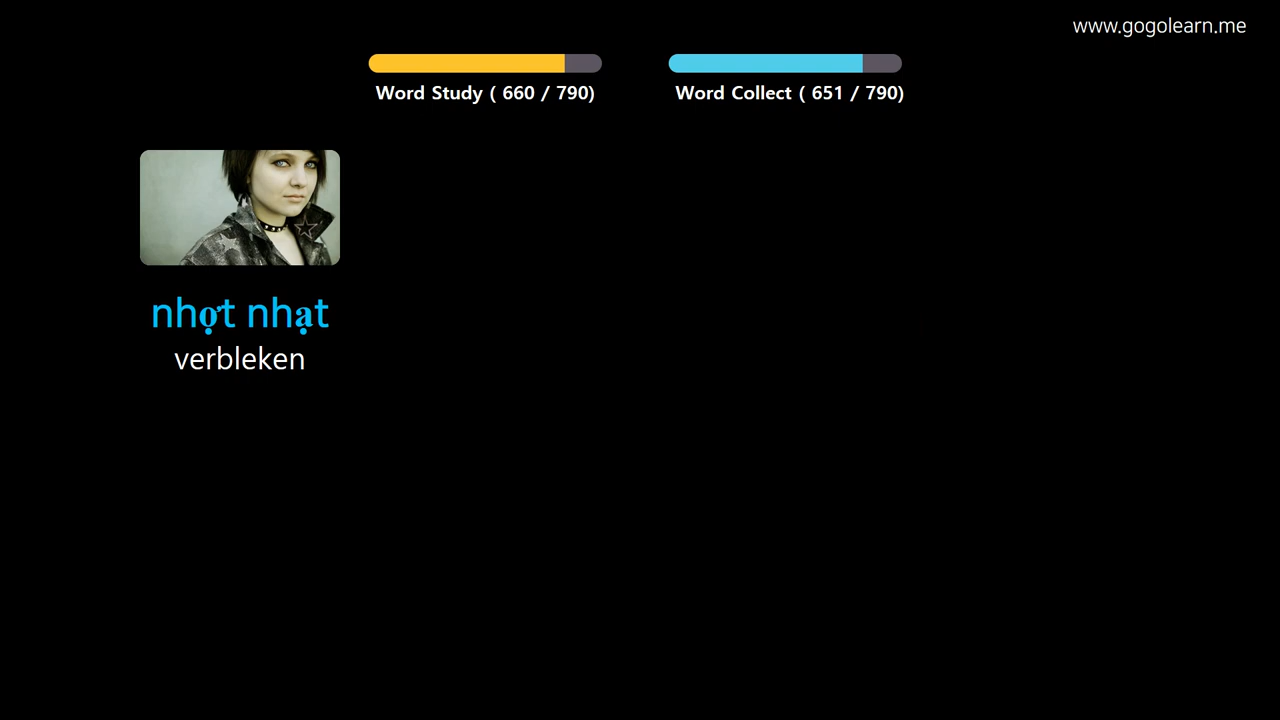 www.gogolearn.me
Word Study ( 660 / 790)
Word Collect ( 651 / 790)
nhợt nhạt
verbleken